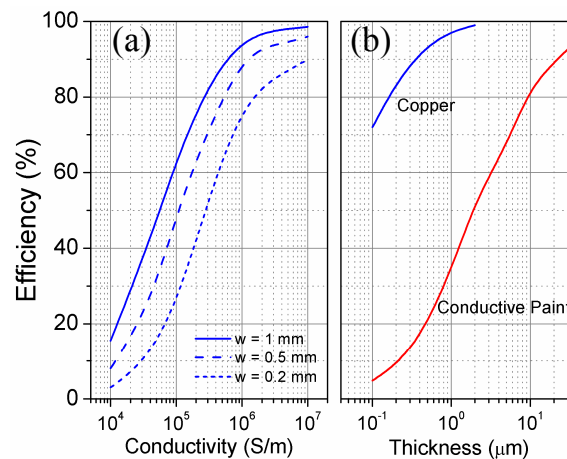 (a)
(b)
Efficiency (%)
100
80
60
40
20
0
Copper
Conductive Pain
w = 1 mm
w = 0.5 mm
w = 0.2 mm
10⁴ 10⁵ 10⁶ 10⁷
10⁻¹ 10⁰ 10¹
Conductivity (S/m)
Thickness (μm)